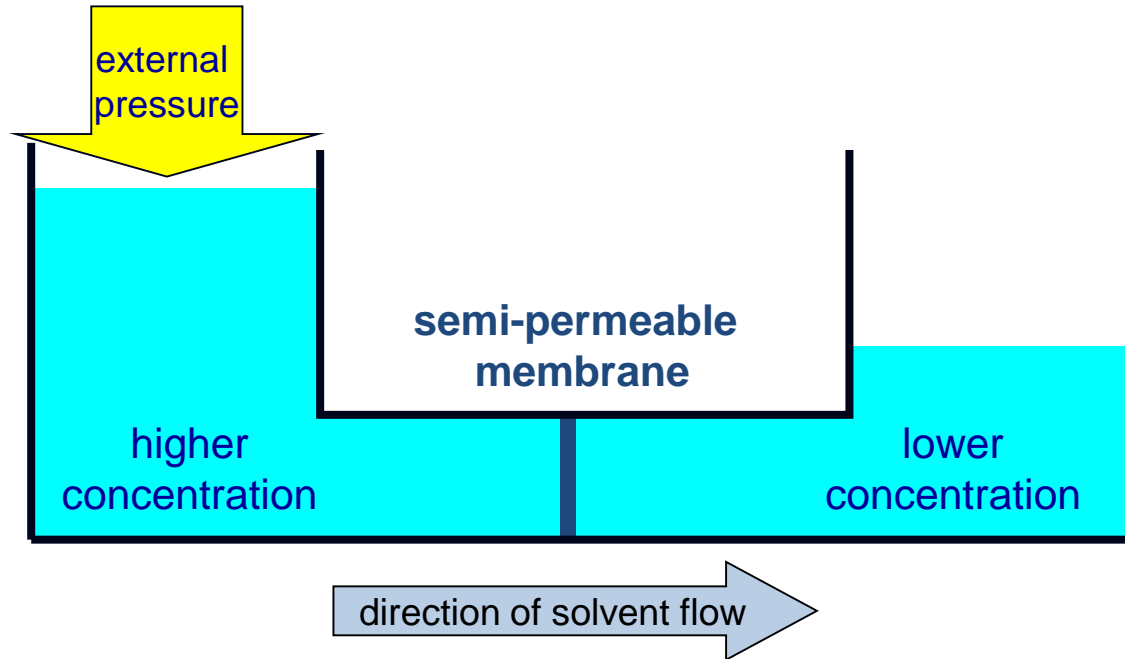 external
pressure
semi-permeable
membrane
higher
concentration
lower
concentration
direction of solvent flow